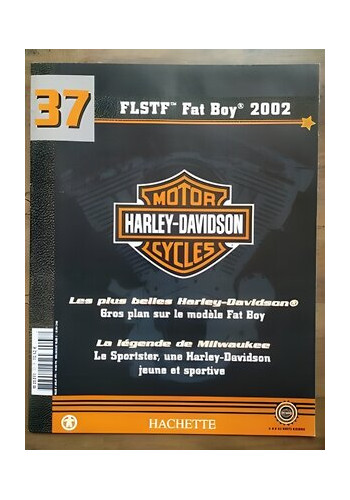 37
FLSTF™ Fat Boy® 2002
MOTOR
HARLEY-DAVIDSON
CYCLES
Les plus belles Harley-Davidson®
Gros plan sur le modèle Fat Boy
La légende de Milwaukee
Le Sportster, une Harley-Davidson
jeune et sportive
HACHETTE